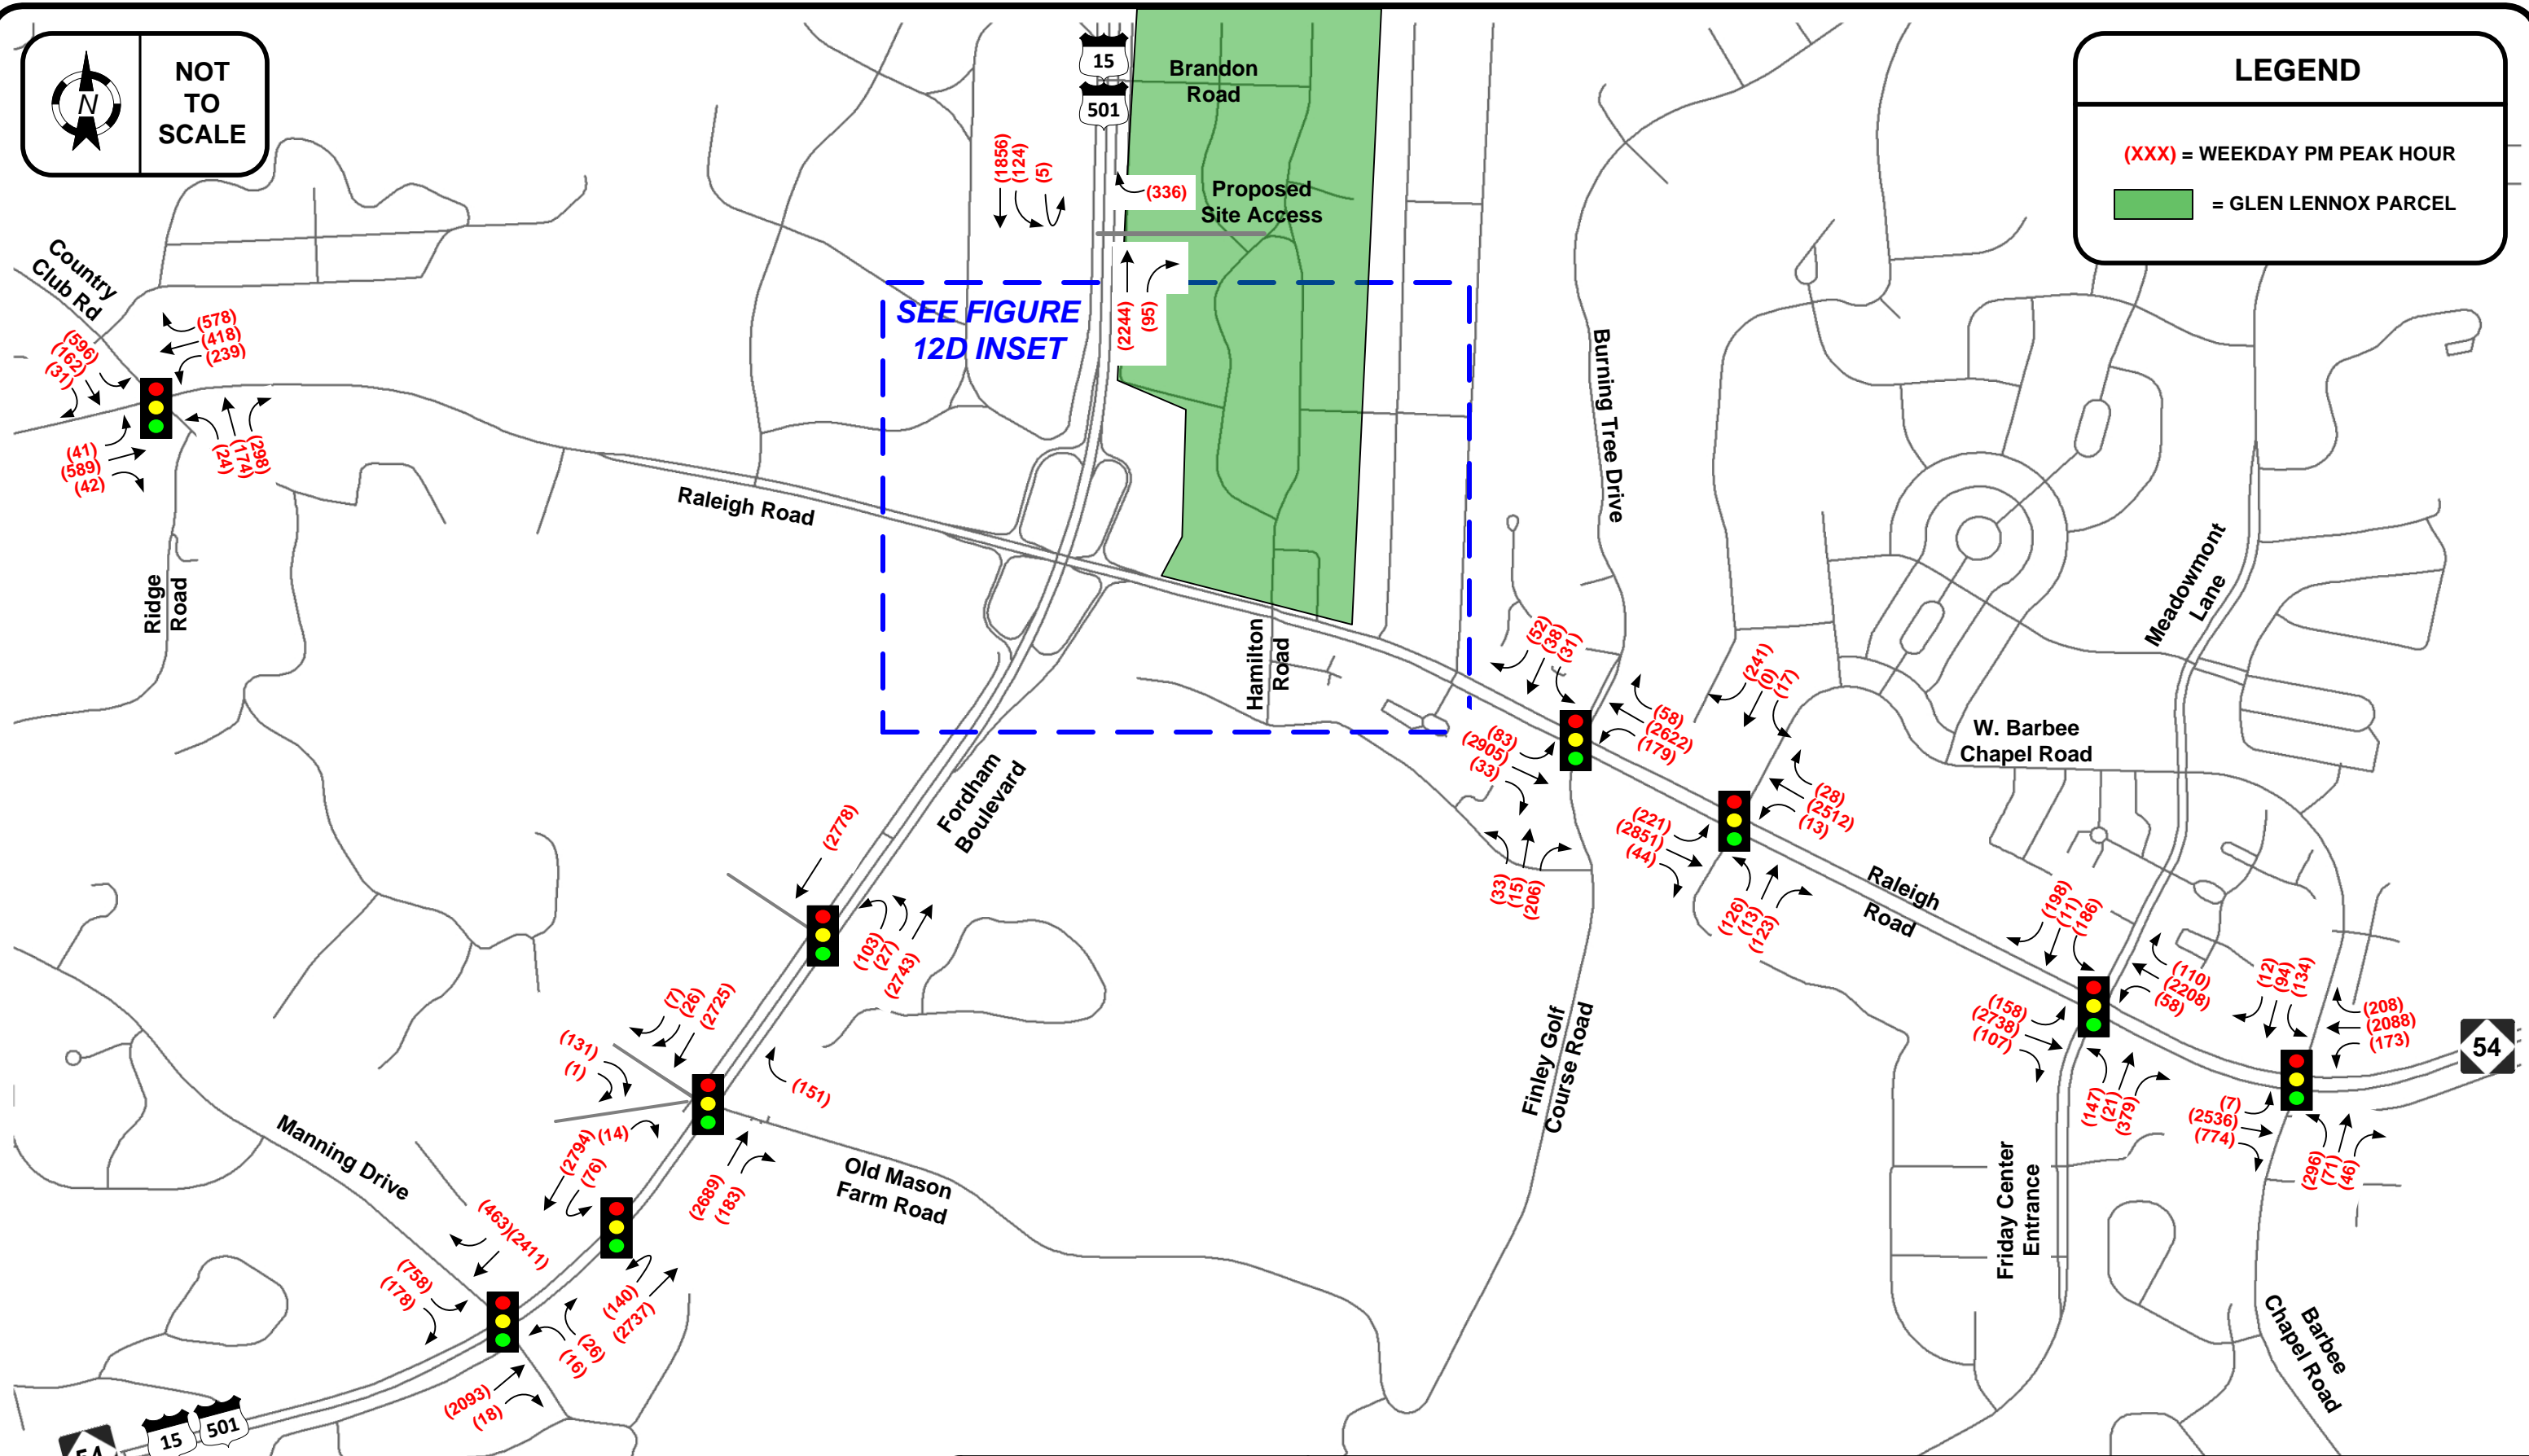 N
NOT
TO
SCALE
15
501
Brandon
Road
LEGEND
(XXX) = WEEKDAY PM PEAK HOUR
= GLEN LENNOX PARCEL
(1856)
(124)
(5)
(336)
Proposed
Site Access
(2244)
(95)
SEE FIGURE
12D INSET
Country
Club Rd
(578)
(418)
(239)
(596)
(162)
(31)
(41)
(589)
(42)
(24)
(174)
(298)
Ridge
Road
Raleigh Road
Hamilton
Road
Burning Tree Drive
Meadowmont
Lane
(52)
(38)
(31)
(58)
(2622)
(179)
(83)
(2905)
(33)
(33)
(15)
(206)
(241)
(0)
(17)
(28)
(2512)
(13)
(221)
(2851)
(44)
(126)
(13)
(123)
W. Barbee
Chapel Road
Raleigh
Road
Fordham
Boulevard
(2778)
(103)
(27)
(2743)
(7)
(26)
(2725)
(131)
(1)
(151)
(14)
(2689)
(183)
(2794)
(76)
(140)
(2737)
Old Mason
Farm Road
Manning Drive
(463)
(2411)
(758)
(178)
(26)
(16)
(2093)
(18)
Finley Golf
Course Road
(198)
(11)
(186)
(110)
(2208)
(58)
(158)
(2738)
(107)
(147)
(21)
(379)
(12)
(94)
(134)
(208)
(2088)
(173)
(7)
(2536)
(774)
(296)
(71)
(46)
54
Friday Center
Entrance
Barbee
Chapel Road
54
15
501